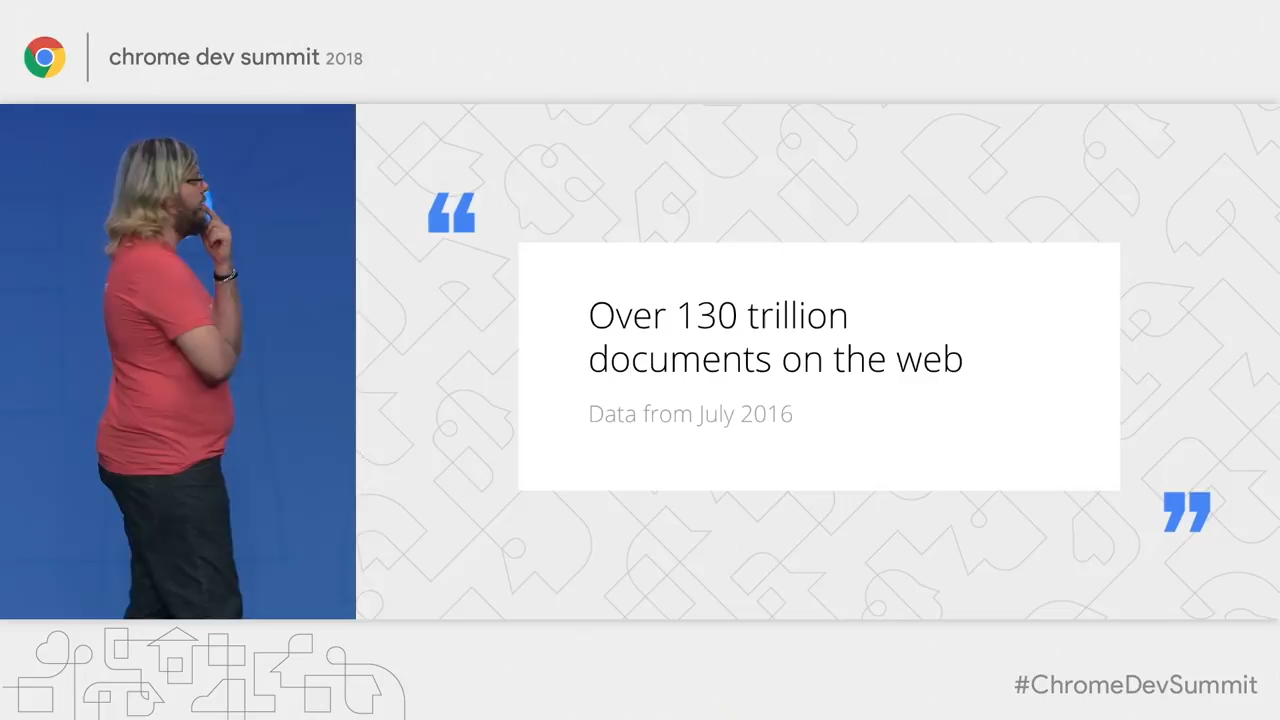 chrome dev summit 2018
“
Over 130 trillion
documents on the web
Data from July 2016
”
#ChromeDevSummit